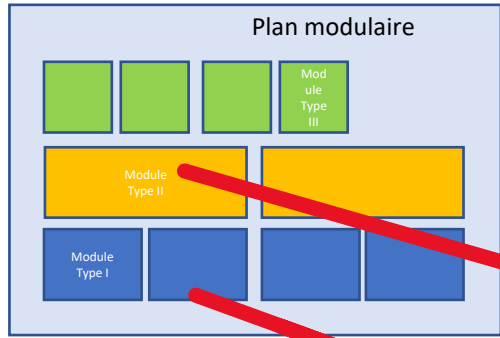 Plan modulaire
Mod
ule
Type
III
Module
Type II
Module
Type I